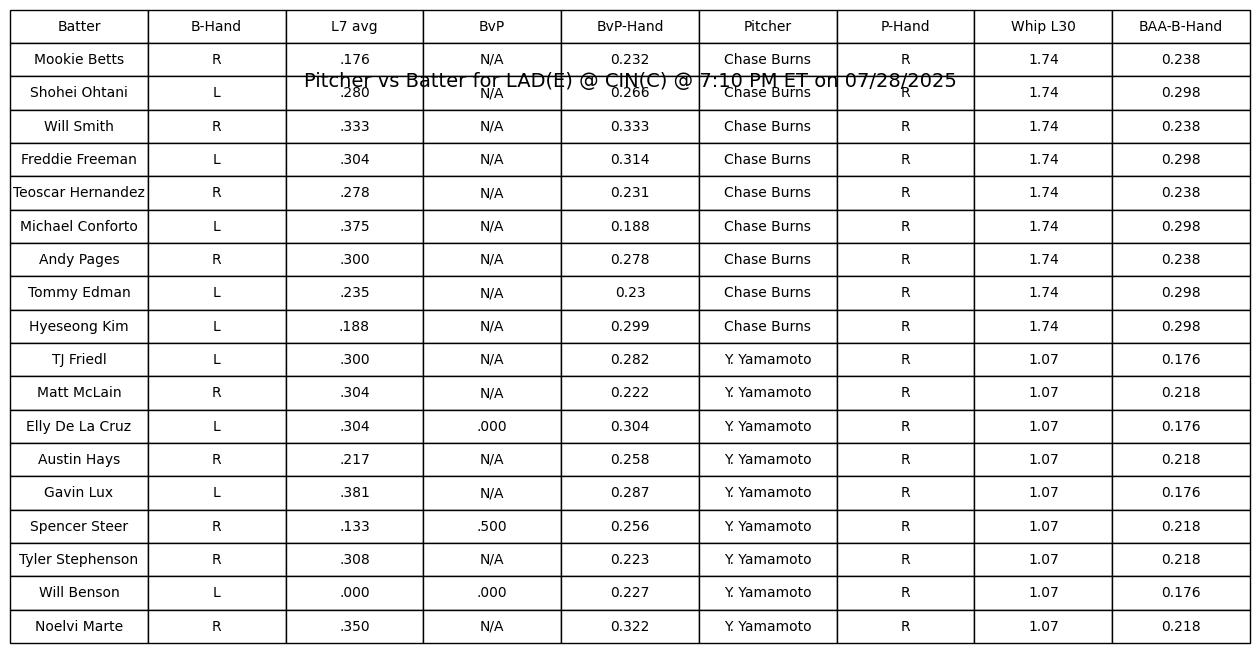 Batter B-Hand L7 avg BvP BvP-Hand Pitcher P-Hand Whip L30 BAA-B-Hand
Mookie Betts R .176 N/A 0.232 Chase Burns R 1.74 0.238
Pitcher vs Batter for LAD(E) @ CIN(C) @ 7:10 PM ET on 07/28/2025
Shohei Ohtani L .280 N/A 0.266 Chase Burns R 1.74 0.298
Will Smith R .333 N/A 0.333 Chase Burns R 1.74 0.238
Freddie Freeman L .304 N/A 0.314 Chase Burns R 1.74 0.298
Teoscar Hernandez R .278 N/A 0.231 Chase Burns R 1.74 0.238
Michael Conforto L .375 N/A 0.188 Chase Burns R 1.74 0.298
Andy Pages R .300 N/A 0.278 Chase Burns R 1.74 0.238
Tommy Edman L .235 N/A 0.23 Chase Burns R 1.74 0.298
Hyeseong Kim L .188 N/A 0.299 Chase Burns R 1.74 0.298
TJ Friedl L .300 N/A 0.282 Y. Yamamoto R 1.07 0.176
Matt McLain R .304 N/A 0.222 Y. Yamamoto R 1.07 0.218
Elly De La Cruz L .304 .000 0.304 Y. Yamamoto R 1.07 0.176
Austin Hays R .217 N/A 0.258 Y. Yamamoto R 1.07 0.218
Gavin Lux L .381 N/A 0.287 Y. Yamamoto R 1.07 0.176
Spencer Steer R .133 .500 0.256 Y. Yamamoto R 1.07 0.218
Tyler Stephenson R .308 N/A 0.223 Y. Yamamoto R 1.07 0.218
Will Benson L .000 .000 0.227 Y. Yamamoto R 1.07 0.176
Noelvi Marte R .350 N/A 0.322 Y. Yamamoto R 1.07 0.218